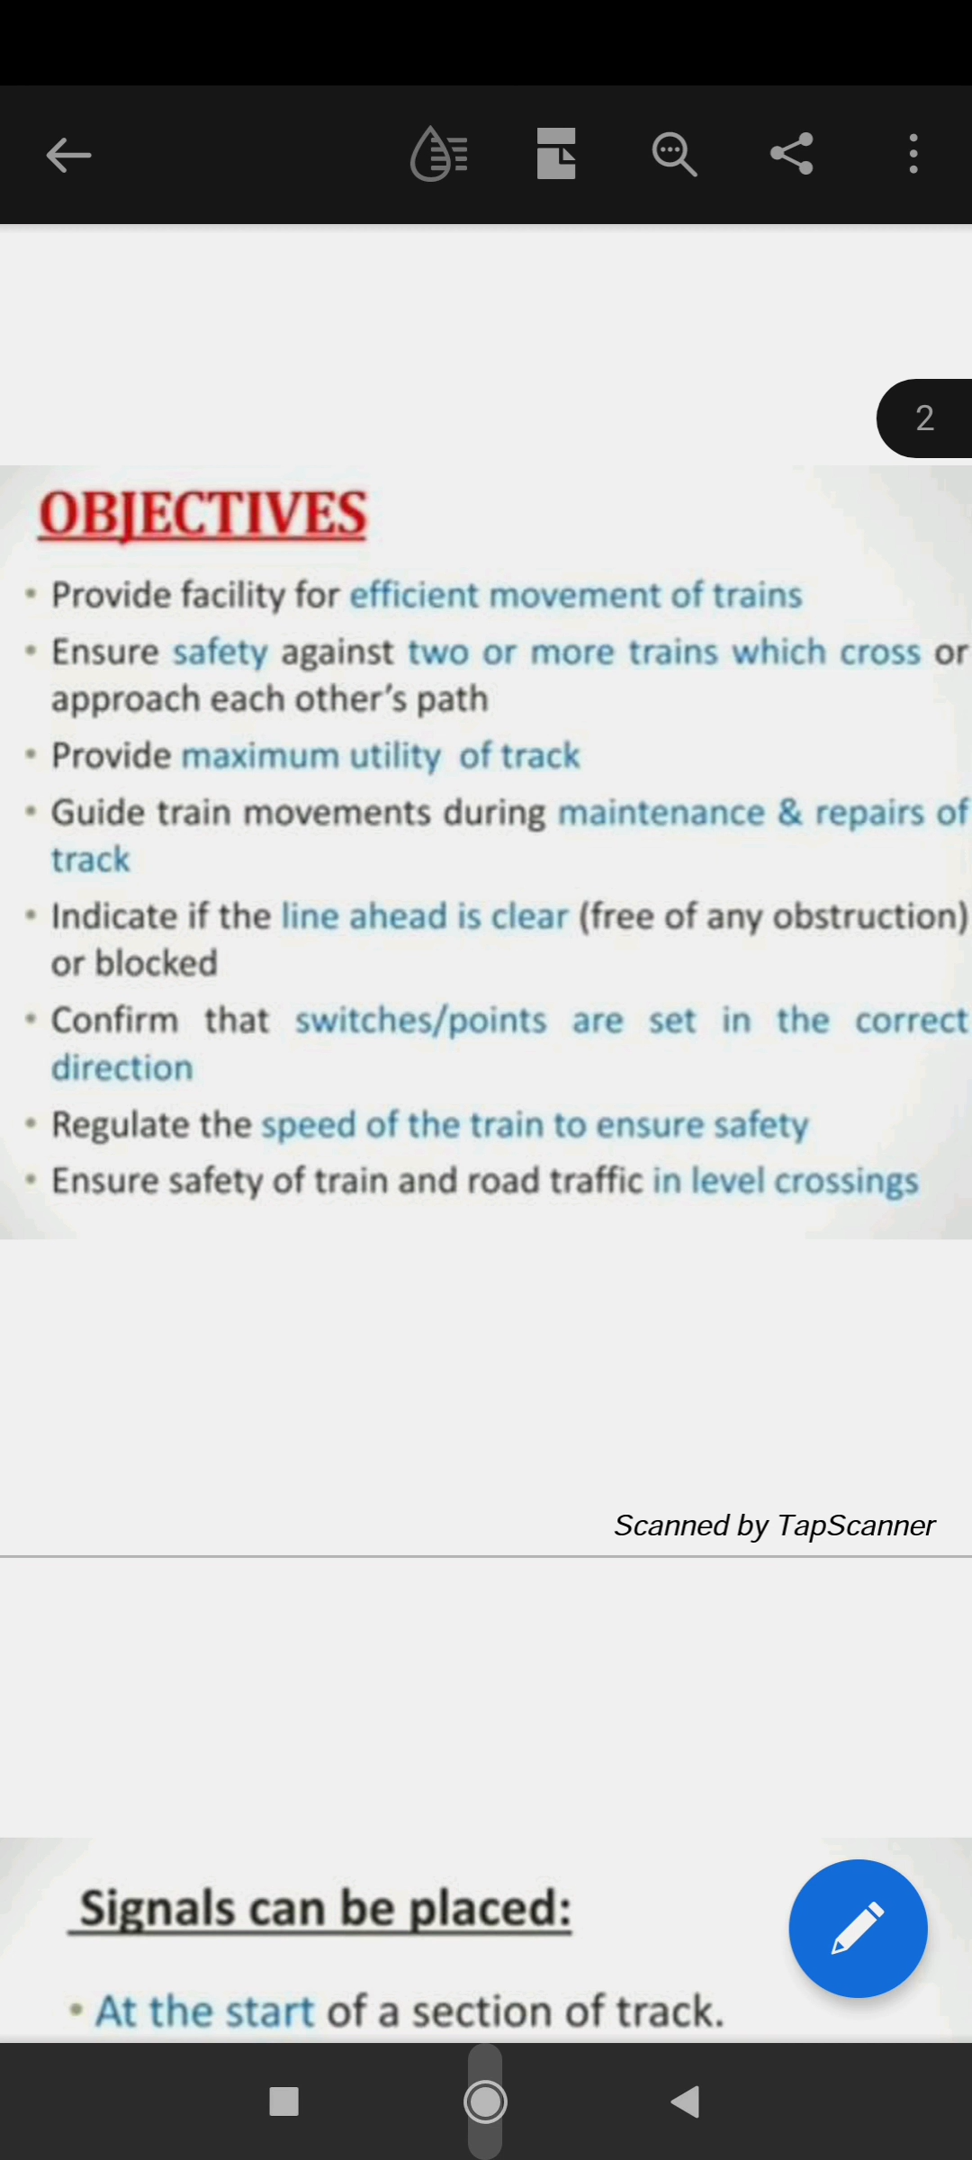 2
OBJECTIVES
• Provide facility for efficient movement of trains
• Ensure safety against two or more trains which cross or
approach each other's path
• Provide maximum utility of track
• Guide train movements during maintenance & repairs of
track
• Indicate if the line ahead is clear (free of any obstruction)
or blocked
• Confirm that switches/points are set in the correct
direction
• Regulate the speed of the train to ensure safety
• Ensure safety of train and road traffic in level crossings
Scanned by TapScanner
Signals can be placed:
• At the start of a section of track.